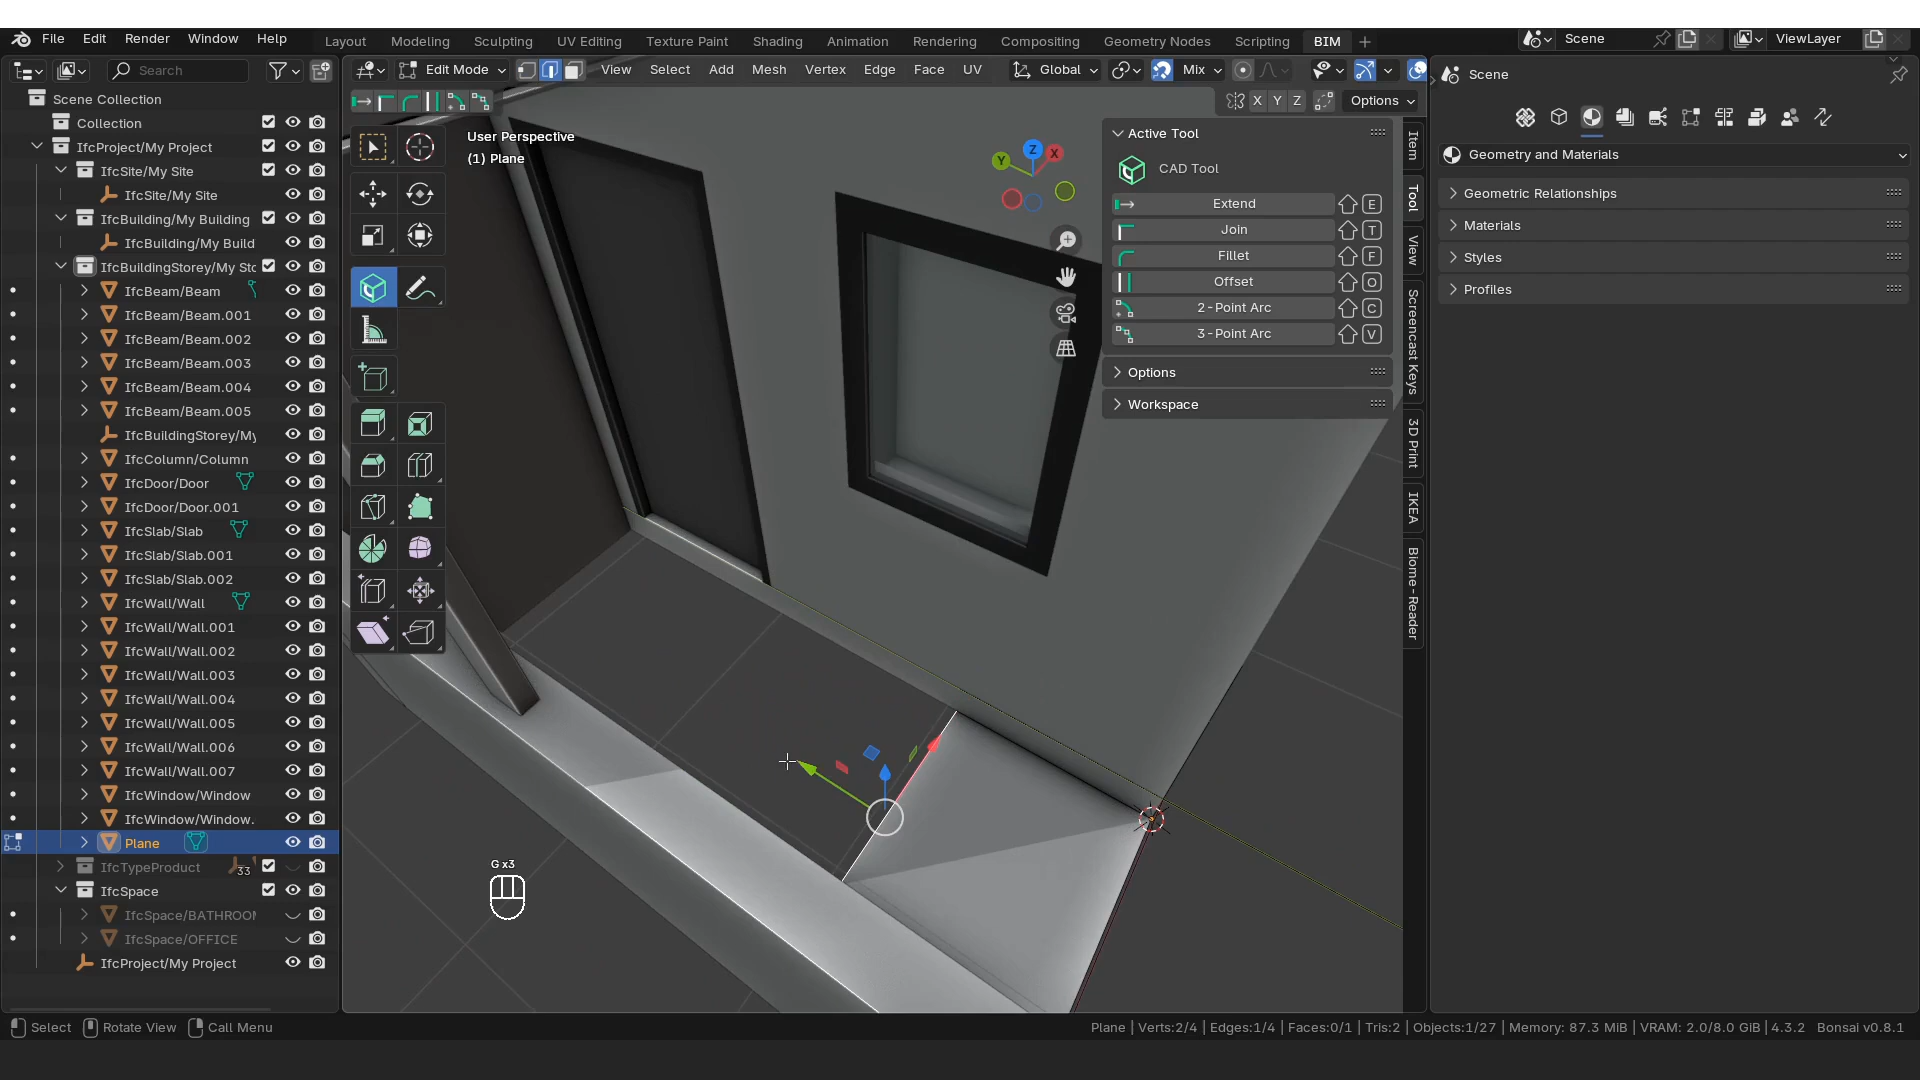 File Edit Render Window Help
Layout Modeling Sculpting UV Editing Texture Paint Shading Animation Rendering Compositing Geometry Nodes Scripting BIM
Scene
ViewLayer
Search
Edit Mode View Select Add Mesh Vertex Edge Face UV Global Mix
X Y Z Options
Scene Collection
Collection
IfcProject/My Project
IfcSite/My Site
IfcSite/My Site
IfcBuilding/My Building
IfcBuilding/My Build
IfcBuildingStorey/My Sto
IfcBeam/Beam
IfcBeam/Beam.001
IfcBeam/Beam.002
IfcBeam/Beam.003
IfcBeam/Beam.004
IfcBeam/Beam.005
IfcBuildingStorey/My
IfcColumn/Column
IfcDoor/Door
IfcDoor/Door.001
IfcSlab/Slab
IfcSlab/Slab.001
IfcSlab/Slab.002
IfcWall/Wall
IfcWall/Wall.001
IfcWall/Wall.002
IfcWall/Wall.003
IfcWall/Wall.004
IfcWall/Wall.005
IfcWall/Wall.006
IfcWall/Wall.007
IfcWindow/Window
IfcWindow/Window.
Plane
IfcTypeProduct 33
IfcSpace
IfcSpace/BATHROOM
IfcSpace/OFFICE
IfcProject/My Project
User Perspective
(1) Plane
Z
Y
X
G x3
Active Tool
CAD Tool
Extend E
Join T
Fillet F
Offset O
2-Point Arc C
3-Point Arc V
Options
Workspace
Item
Tool
View
Screencast Keys
3D Print
IKEA
Biome-Reader
Scene
Geometry and Materials
Geometric Relationships
Materials
Styles
Profiles
Select Rotate View Call Menu
Plane | Verts:2/4 | Edges:1/4 | Faces:0/1 | Tris:2 | Objects:1/27 | Memory: 87.3 MiB | VRAM: 2.0/8.0 GiB | 4.3.2 Bonsai v0.8.1